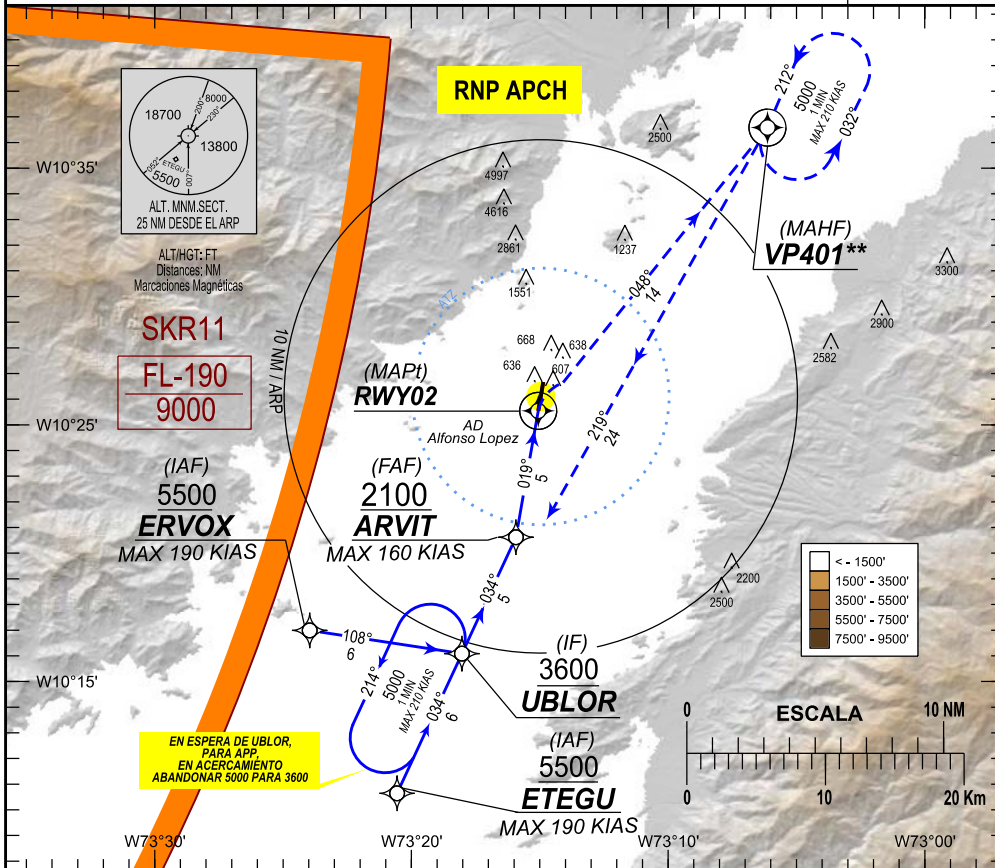 RNP APCH
18700
200°
8000
230°
13800
052°
ETEGU
5500
007°
ALT. MNM.SECT.
25 NM DESDE EL ARP
ALT/HGT: FT
Distances: NM
Marcaciones Magnéticas
SKR11
FL-190
9000
W10°35'
W10°25'
W10°15'
10 NM / ARP
ATZ
2500
4997
4616
2861
1237
1551
668
638
636
607
3300
2900
2582
2200
2500
212°
5000
1 MIN
MAX 210 KIAS
032°
(MAHF)
VP401**
048°
14
219°
24
(MAPt)
RWY02
AD
Alfonso Lopez
019°
5
(IAF)
5500
ERVOX
MAX 190 KIAS
(FAF)
2100
ARVIT
MAX 160 KIAS
108°
6
034°
5
214°
5000
1 MIN
MAX 210 KIAS
034°
6
(IF)
3600
UBLOR
(IAF)
5500
ETEGU
MAX 190 KIAS
EN ESPERA DE UBLOR,
PARA APP,
EN ACERCAMIENTO
ABANDONAR 5000 PARA 3600
< - 1500'
1500' - 3500'
3500' - 5500'
5500' - 7500'
7500' - 9500'
0
ESCALA
10 NM
0
10
20 Km
W73°30'
W73°20'
W73°10'
W73°00'